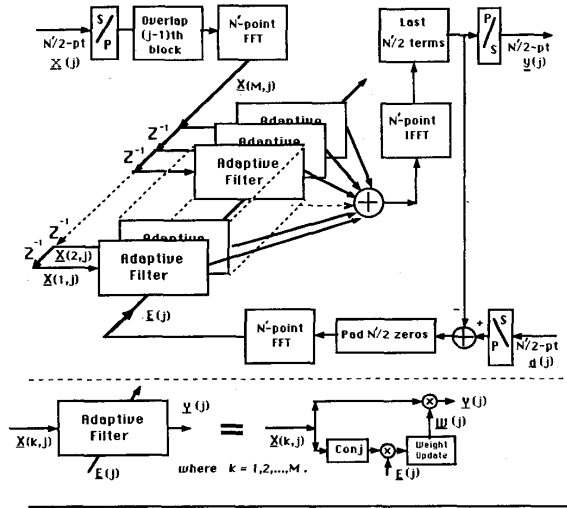 N'/2-pt
X(j)
S/P
Overlap
(j-1)th
block
N'-point
FFT
Last
N'/2 terms
P/S
N'/2-pt
y(j)
X(M,j)
Adaptive
Z⁻¹
Z⁻¹
Adaptive
Filter
N'-point
IFFT
+
Adaptive
Z⁻¹
X(2,j)
Z⁻¹
X(1,j)
Adaptive
Filter
E(j)
N'-point
FFT
Pad N'/2 zeros
-
+
+
S
P
N'/2-pt
d(j)
Adaptive
Filter
X(k,j)
Y(j)
E(j)
=
where k = 1,2,...,M .
X(k,j)
Conj
×
×
Y(j)
W(j)
Weight
Update
E(j)